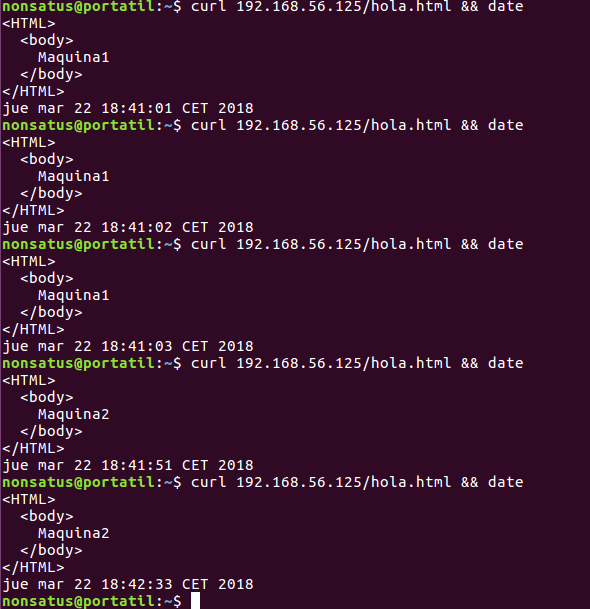 nonsatus@portatil:~$ curl 192.168.56.125/hola.html && date
<HTML>
  <body>
    Maquina1
  </body>
</HTML>
jue mar 22 18:41:01 CET 2018
nonsatus@portatil:~$ curl 192.168.56.125/hola.html && date
<HTML>
  <body>
    Maquina1
  </body>
</HTML>
jue mar 22 18:41:02 CET 2018
nonsatus@portatil:~$ curl 192.168.56.125/hola.html && date
<HTML>
  <body>
    Maquina1
  </body>
</HTML>
jue mar 22 18:41:03 CET 2018
nonsatus@portatil:~$ curl 192.168.56.125/hola.html && date
<HTML>
  <body>
    Maquina2
  </body>
</HTML>
jue mar 22 18:41:51 CET 2018
nonsatus@portatil:~$ curl 192.168.56.125/hola.html && date
<HTML>
  <body>
    Maquina2
  </body>
</HTML>
jue mar 22 18:42:33 CET 2018
nonsatus@portatil:~$